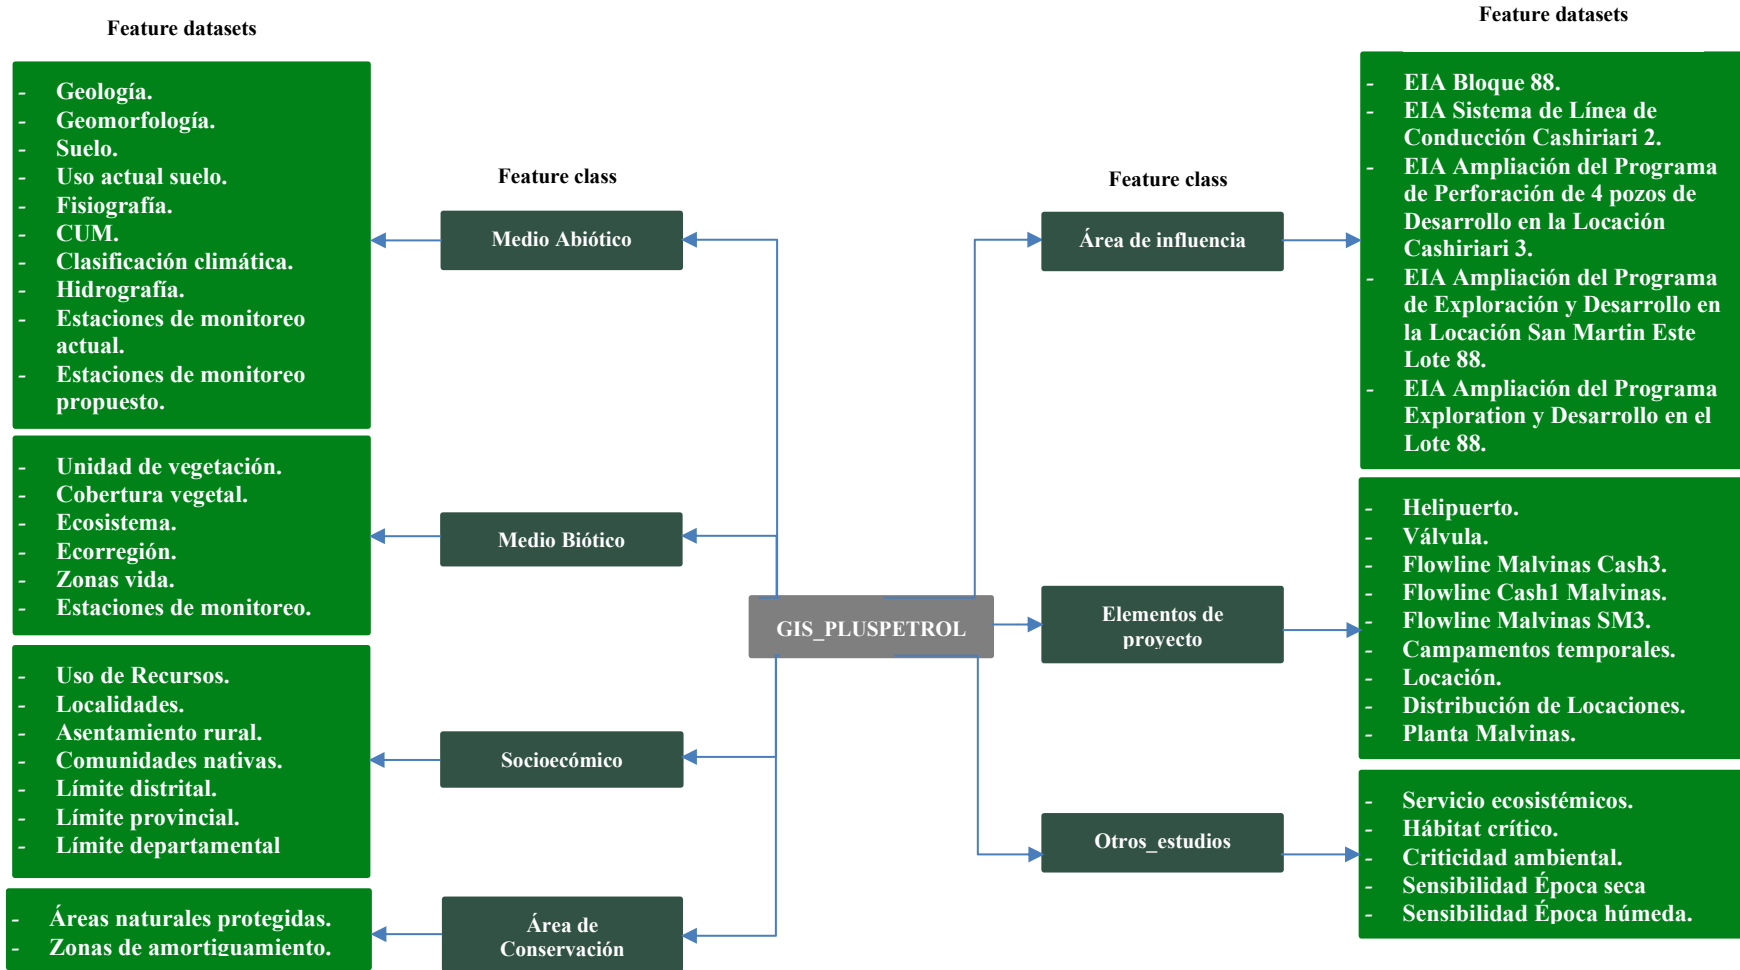 Feature datasets
- Geología.
- Geomorfología.
- Suelo.
- Uso actual suelo.
- Fisiografía.
- CUM.
- Clasificación climática.
- Hidrografía.
- Estaciones de monitoreo
actual.
- Estaciones de monitoreo
propuesto.
- Unidad de vegetación.
- Cobertura vegetal.
- Ecosistema.
- Ecorregión.
- Zonas vida.
- Estaciones de monitoreo.
- Uso de Recursos.
- Localidades.
- Asentamiento rural.
- Comunidades nativas.
- Límite distrital.
- Límite provincial.
- Límite departamental
- Áreas naturales protegidas.
- Zonas de amortiguamiento.
Feature class
Medio Abiótico
Medio Biótico
Socioecómico
Área de
Conservación
GIS_PLUSPETROL
Feature class
Área de influencia
Elementos de
proyecto
Otros_estudios
Feature datasets
- EIA Bloque 88.
- EIA Sistema de Línea de
Conducción Cashiriari 2.
- EIA Ampliación del Programa
de Perforación de 4 pozos de
Desarrollo en la Locación
Cashiriari 3.
- EIA Ampliación del Programa
de Exploración y Desarrollo en
la Locación San Martin Este
Lote 88.
- EIA Ampliación del Programa
Exploration y Desarrollo en el
Lote 88.
- Helipuerto.
- Válvula.
- Flowline Malvinas Cash3.
- Flowline Cash1 Malvinas.
- Flowline Malvinas SM3.
- Campamentos temporales.
- Locación.
- Distribución de Locaciones.
- Planta Malvinas.
- Servicio ecosistémicos.
- Hábitat crítico.
- Criticidad ambiental.
- Sensibilidad Época seca
- Sensibilidad Época húmeda.